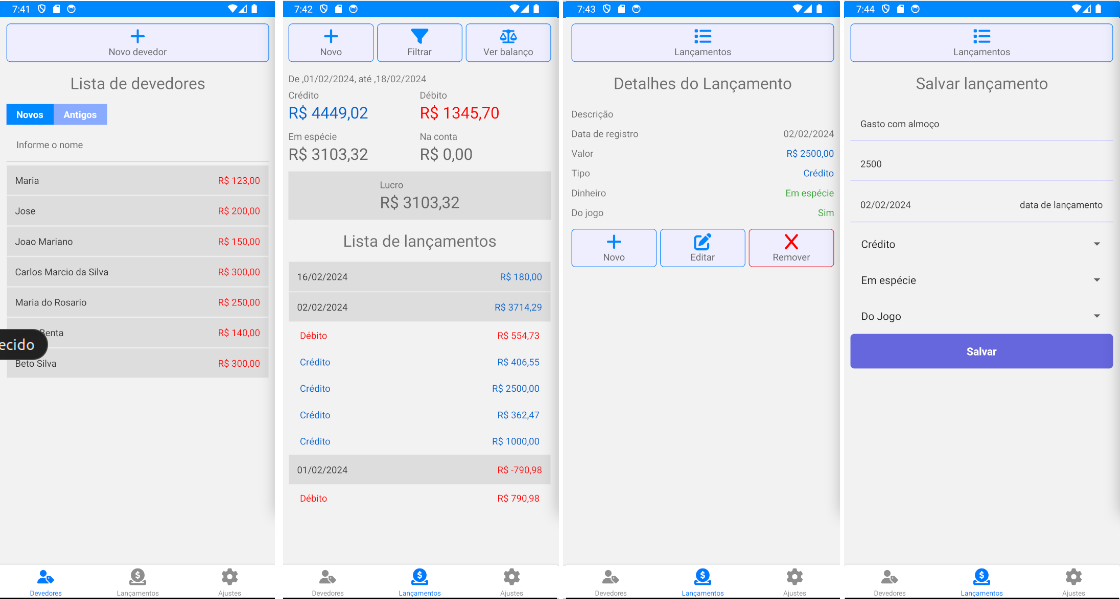 7:41
Novo devedor
Lista de devedores
Novos Antigos
Informe o nome
Maria R$ 123,00
Jose R$ 200,00
Joao Mariano R$ 150,00
Carlos Marcio da Silva R$ 300,00
Maria do Rosario R$ 250,00
enta R$ 140,00
ecido
Beto Silva R$ 300,00
Devedores Lançamentos Ajustes
7:42
Novo Filtrar Ver balanço
De ,01/02/2024, até ,18/02/2024
Crédito Débito
R$ 4449,02 R$ 1345,70
Em espécie Na conta
R$ 3103,32 R$ 0,00
Lucro
R$ 3103,32
Lista de lançamentos
16/02/2024 R$ 180,00
02/02/2024 R$ 3714,29
Débito R$ 554,73
Crédito R$ 406,55
Crédito R$ 2500,00
Crédito R$ 362,47
Crédito R$ 1000,00
01/02/2024 R$ -790,98
Débito R$ 790,98
Devedores Lançamentos Ajustes
7:43
Lançamentos
Detalhes do Lançamento
Descrição
Data de registro 02/02/2024
Valor R$ 2500,00
Tipo Crédito
Dinheiro Em espécie
Do jogo Sim
Novo Editar Remover
Devedores Lançamentos Ajustes
7:44
Lançamentos
Salvar lançamento
Gasto com almoço
2500
02/02/2024 data de lançamento
Crédito
Em espécie
Do Jogo
Salvar
Devedores Lançamentos Ajustes